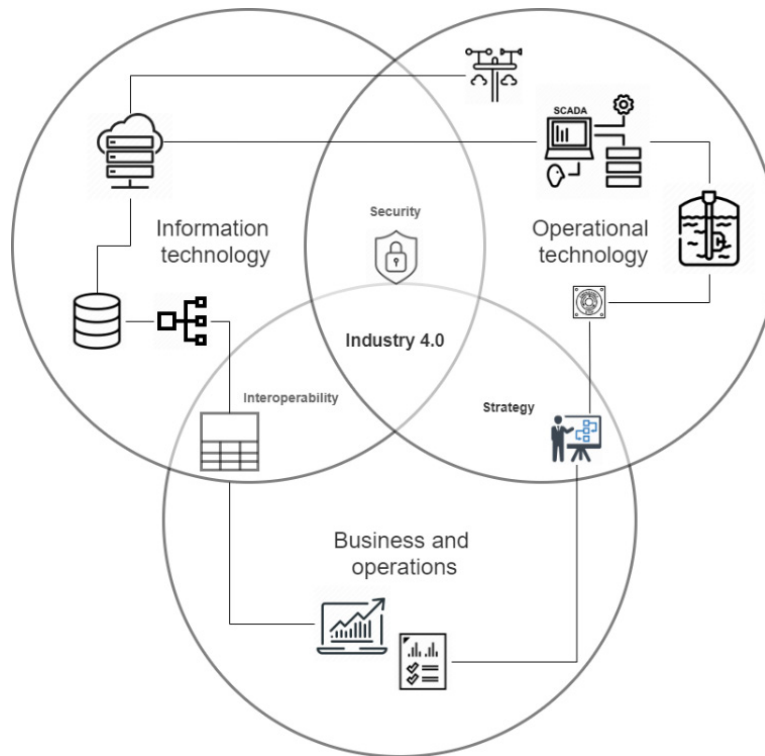 SCADA
Security
Information
technology
Operational
technology
Industry 4.0
Interoperability
Strategy
Business and
operations